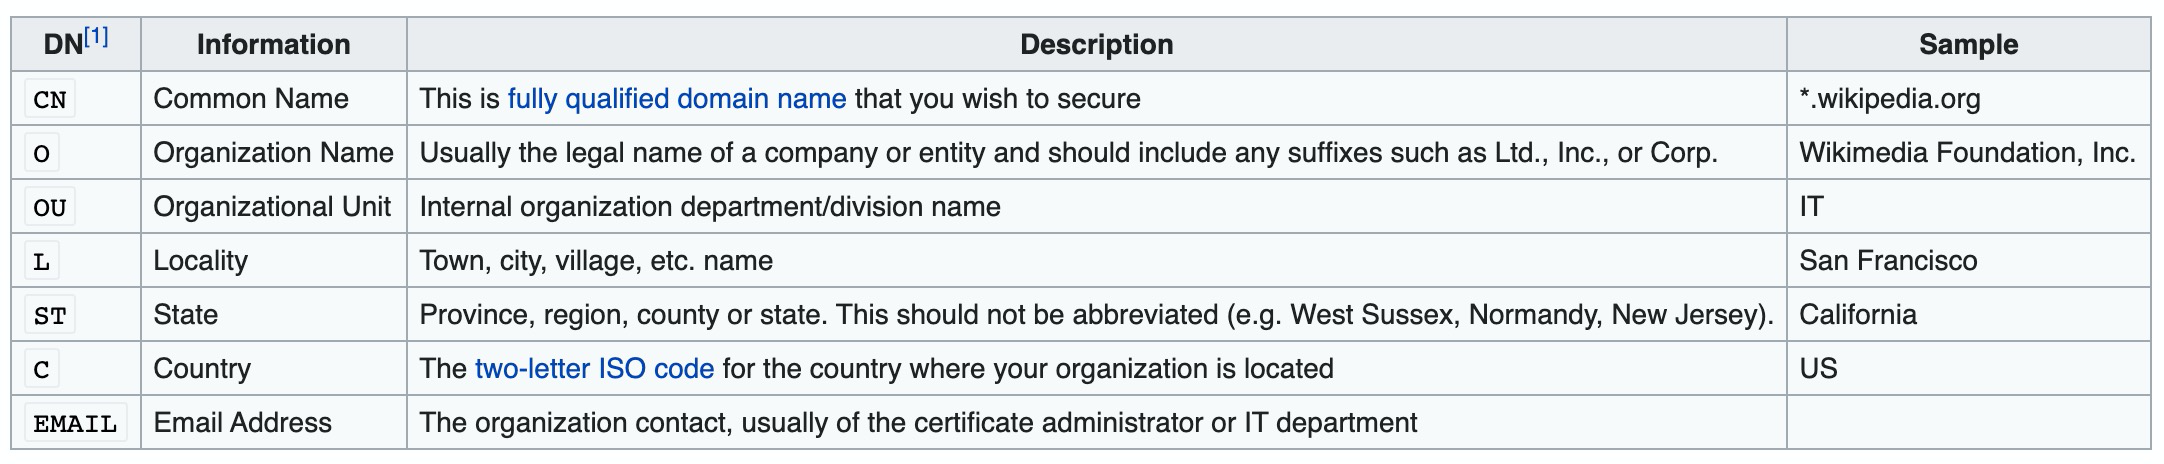 DN[1] Information Description Sample
CN Common Name This is fully qualified domain name that you wish to secure *.wikipedia.org
O Organization Name Usually the legal name of a company or entity and should include any suffixes such as Ltd., Inc., or Corp. Wikimedia Foundation, Inc.
OU Organizational Unit Internal organization department/division name IT
L Locality Town, city, village, etc. name San Francisco
ST State Province, region, county or state. This should not be abbreviated (e.g. West Sussex, Normandy, New Jersey). California
C Country The two-letter ISO code for the country where your organization is located US
EMAIL Email Address The organization contact, usually of the certificate administrator or IT department